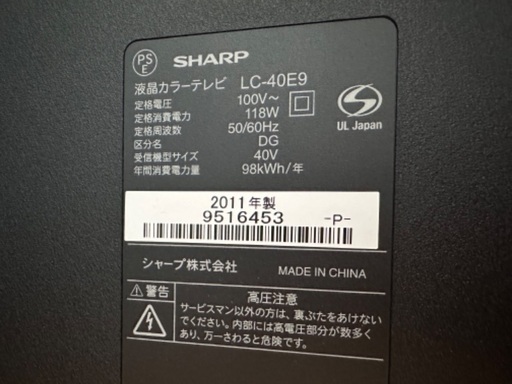 PS
E
SHARP
液晶カラーテレビ LC-40E9
定格電圧 100V～
定格消費電力 118W
定格周波数 50/60Hz
区分名 DG
受信機型サイズ 40V
年間消費電力量 98kWh/年
UL Japan
2011年製
9516453 -P-
シャープ株式会社 MADE IN CHINA
警告 高圧注意
サービスマン以外の方は、裏ぶたをあけないで
ください。内部には高電圧部分が数多く
あり、万一さわると危険です。